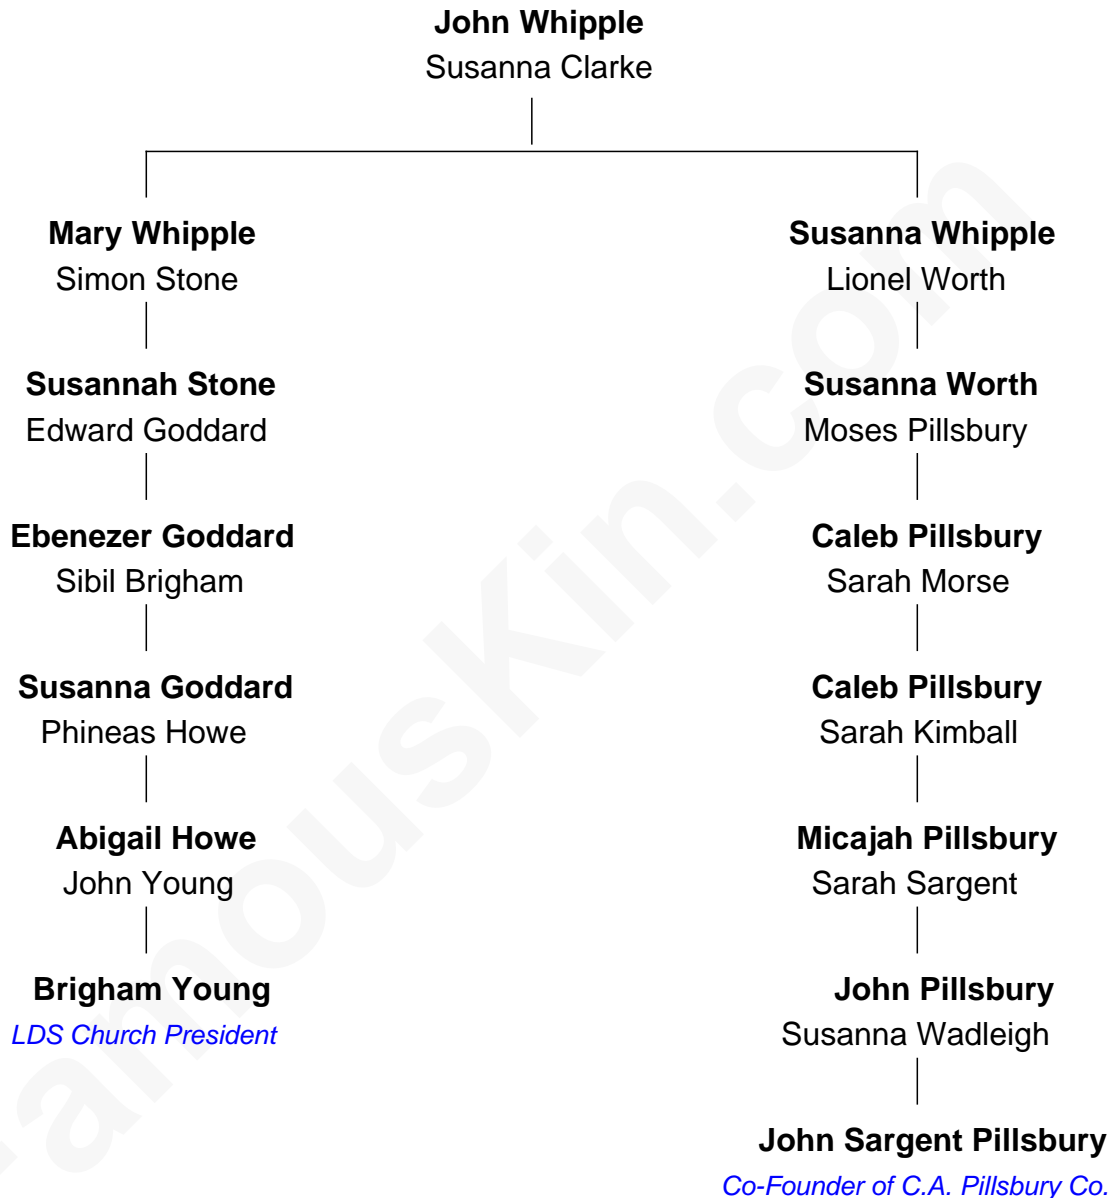 John Whipple
Susanna Clarke
Mary Whipple
Simon Stone
Susanna Whipple
Lionel Worth
Susannah Stone
Edward Goddard
Susanna Worth
Moses Pillsbury
Ebenezer Goddard
Sibil Brigham
Caleb Pillsbury
Sarah Morse
Susanna Goddard
Phineas Howe
Caleb Pillsbury
Sarah Kimball
Abigail Howe
John Young
Micajah Pillsbury
Sarah Sargent
Brigham Young
LDS Church President
John Pillsbury
Susanna Wadleigh
John Sargent Pillsbury
Co-Founder of C.A. Pillsbury Co.
FamousKin.com